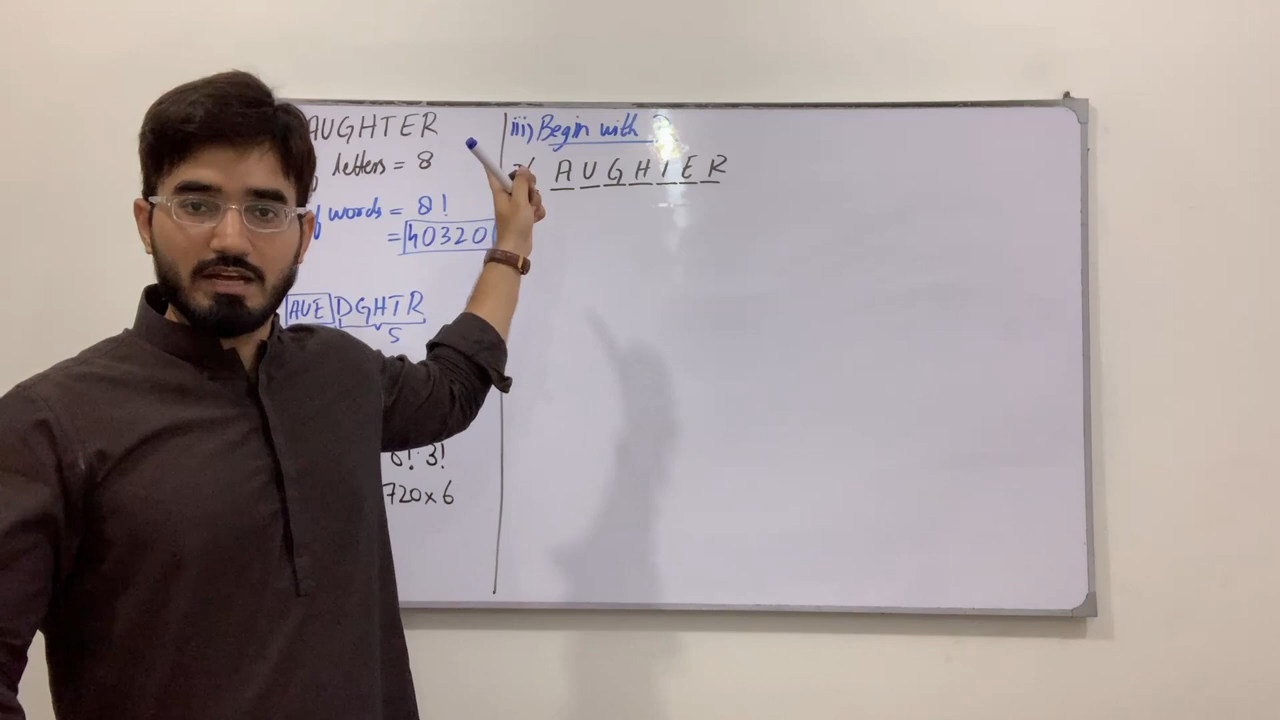 AUGHTER
letters = 8
words = 8!
= 40320
AUE DGHTR
5
6! · 3!
720 x 6
iii) Begin with
A U G H T E R